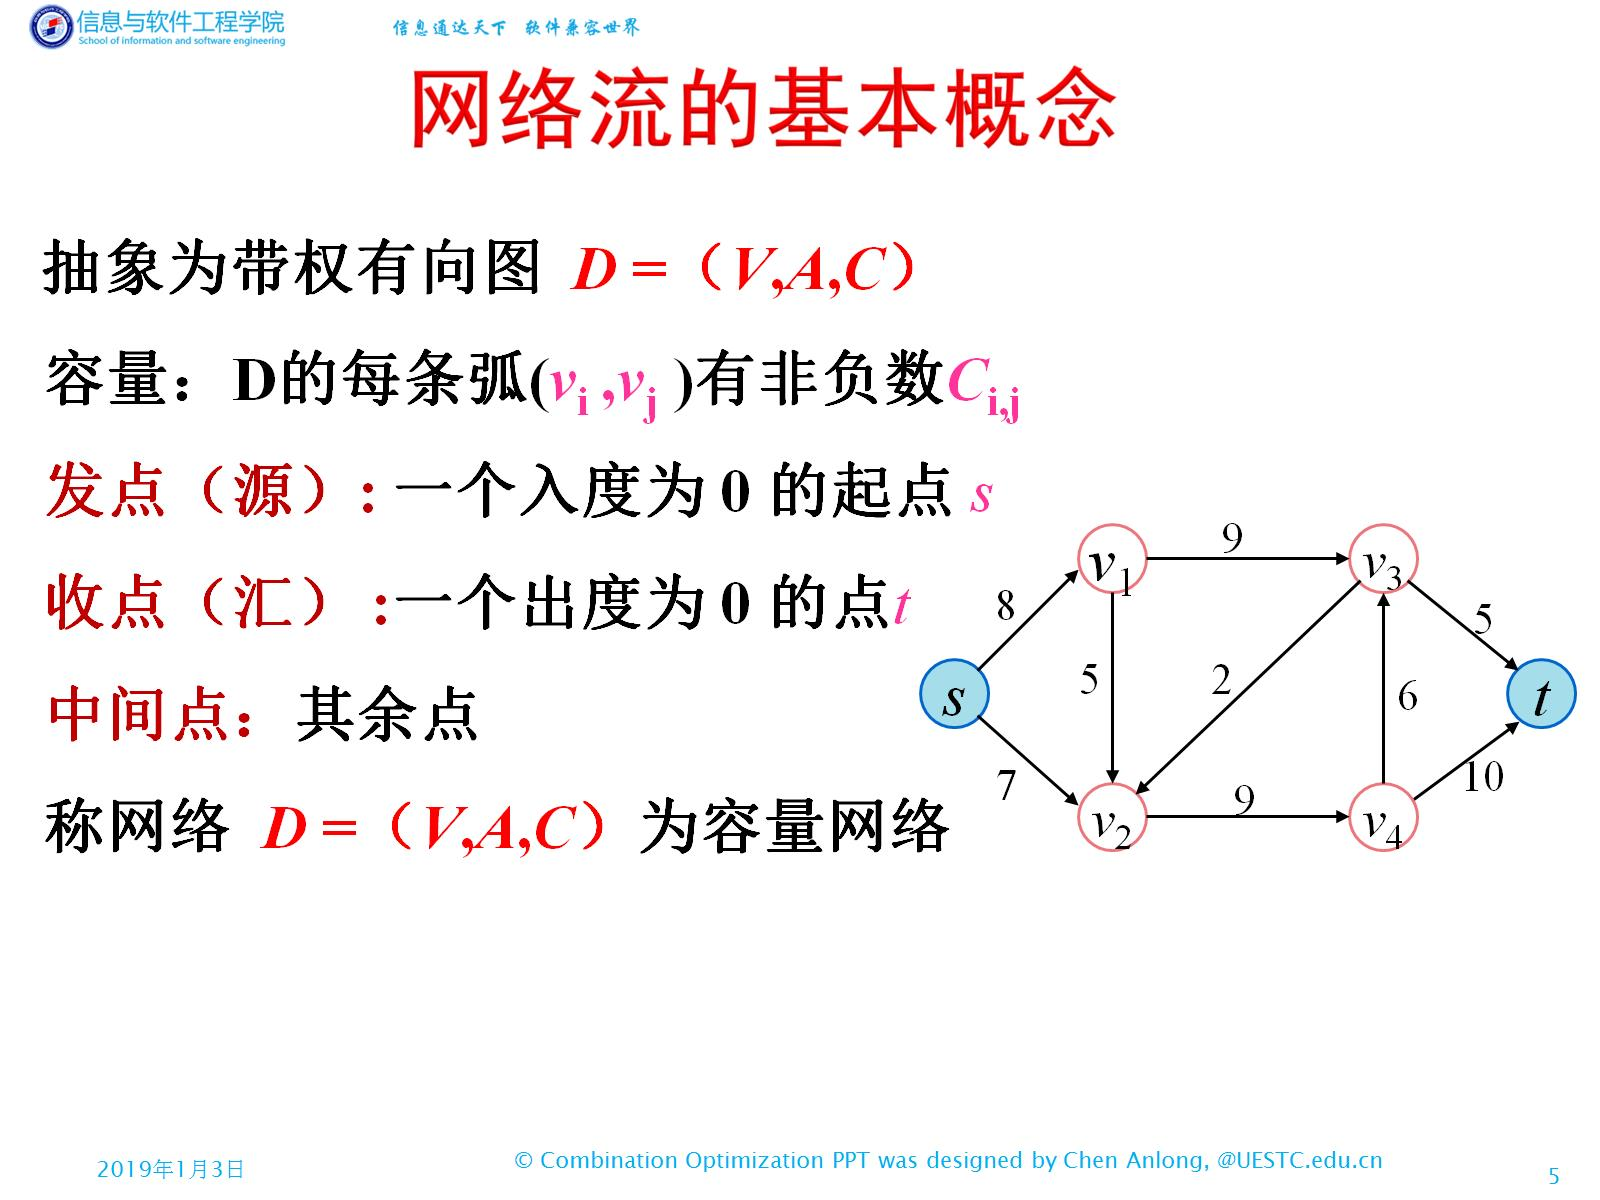 信息与软件工程学院
School of information and software engineering
信息通达天下 软件兼容世界
网络流的基本概念
抽象为带权有向图 D =（V,A,C）
容量：D的每条弧(vi ,vj )有非负数Ci,j
发点（源）: 一个入度为 0 的起点 s
收点（汇） :一个出度为 0 的点t
中间点：其余点
称网络 D =（V,A,C）为容量网络
v1
9
v3
8
5
5
2
6
s
t
7
10
v2
9
v4
2019年1月3日
© Combination Optimization PPT was designed by Chen Anlong, @UESTC.edu.cn
5